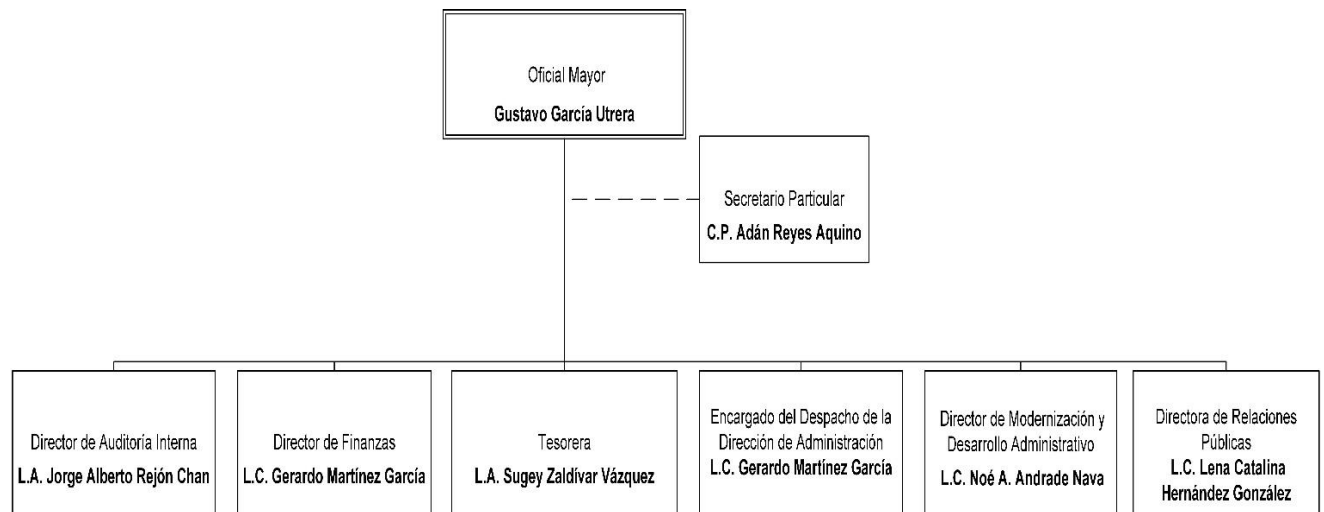 Oficial Mayor
Gustavo García Utrera
Secretario Particular
C.P. Adán Reyes Aquino
Director de Auditoría Interna
L.A. Jorge Alberto Rejón Chan
Director de Finanzas
L.C. Gerardo Martínez García
Tesorera
L.A. Sugey Zaldívar Vázquez
Encargado del Despacho de la
Dirección de Administración
L.C. Gerardo Martínez García
Director de Modernización y
Desarrollo Administrativo
L.C. Noé A. Andrade Nava
Directora de Relaciones
Públicas
L.C. Lena Catalina
Hernández González